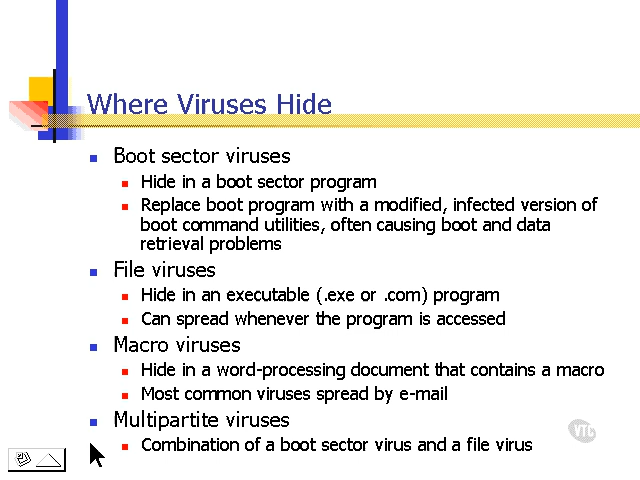 Where Viruses Hide
Boot sector viruses
Hide in a boot sector program
Replace boot program with a modified, infected version of
boot command utilities, often causing boot and data
retrieval problems
File viruses
Hide in an executable (.exe or .com) program
Can spread whenever the program is accessed
Macro viruses
Hide in a word-processing document that contains a macro
Most common viruses spread by e-mail
Multipartite viruses
Combination of a boot sector virus and a file virus
VTC